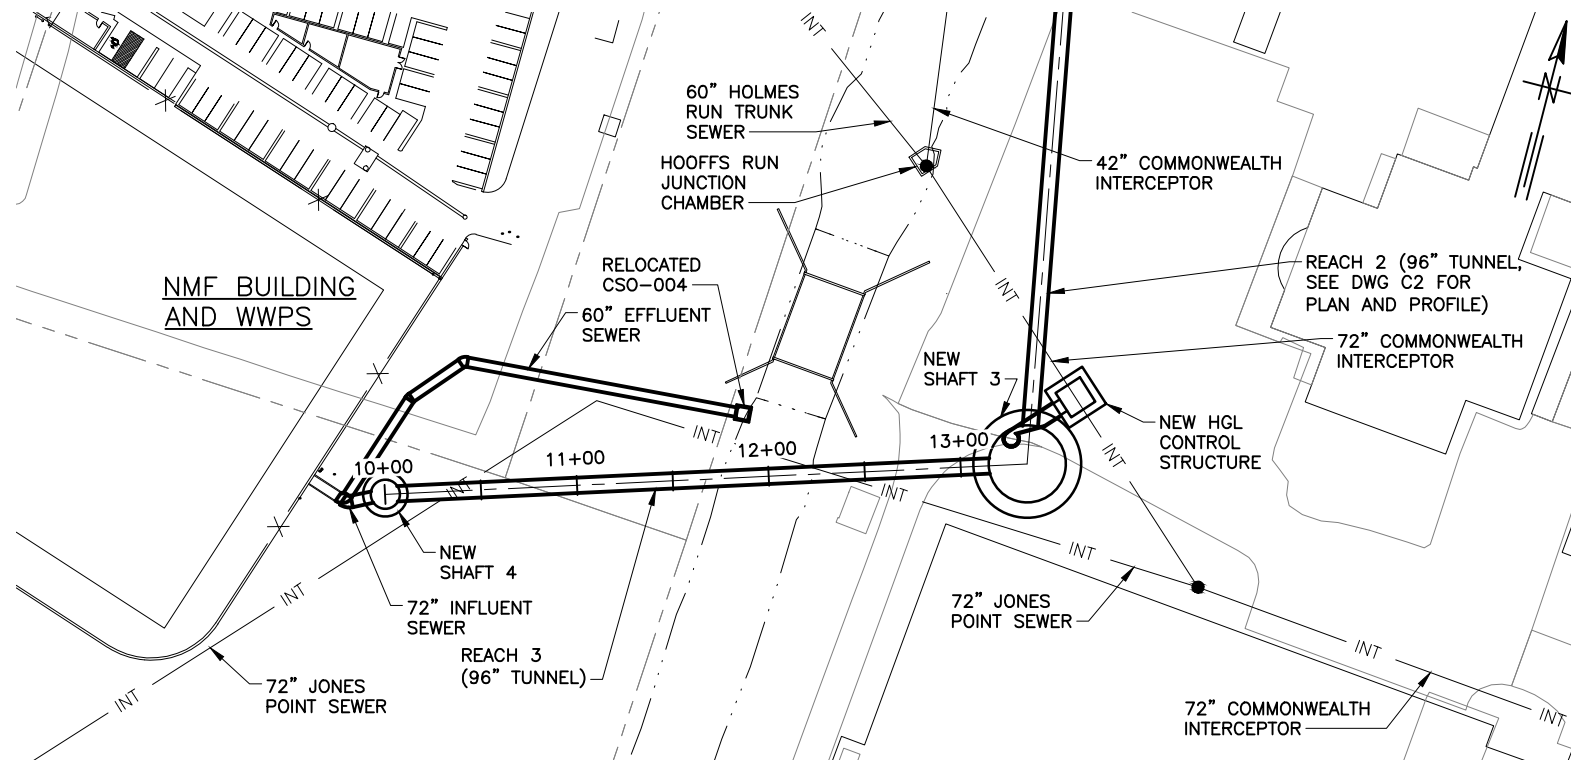 INT
60” HOLMES
RUN TRUNK
SEWER
HOOFFS RUN
JUNCTION
CHAMBER
42” COMMONWEALTH
INTERCEPTOR
N
RELOCATED
CSO-004
60” EFFLUENT
SEWER
NMF BUILDING
AND WWPS
INT
REACH 2 (96” TUNNEL,
SEE DWG C2 FOR
PLAN AND PROFILE)
72” COMMONWEALTH
INTERCEPTOR
NEW
SHAFT 3
NEW HGL
CONTROL
STRUCTURE
INT
INT
10+00
11+00
12+00
13+00
INT
INT
NEW
SHAFT 4
72” INFLUENT
SEWER
REACH 3
(96” TUNNEL)
INT
INT
72” JONES
POINT SEWER
INT
72” JONES
POINT SEWER
INT
72” COMMONWEALTH
INTERCEPTOR
INT